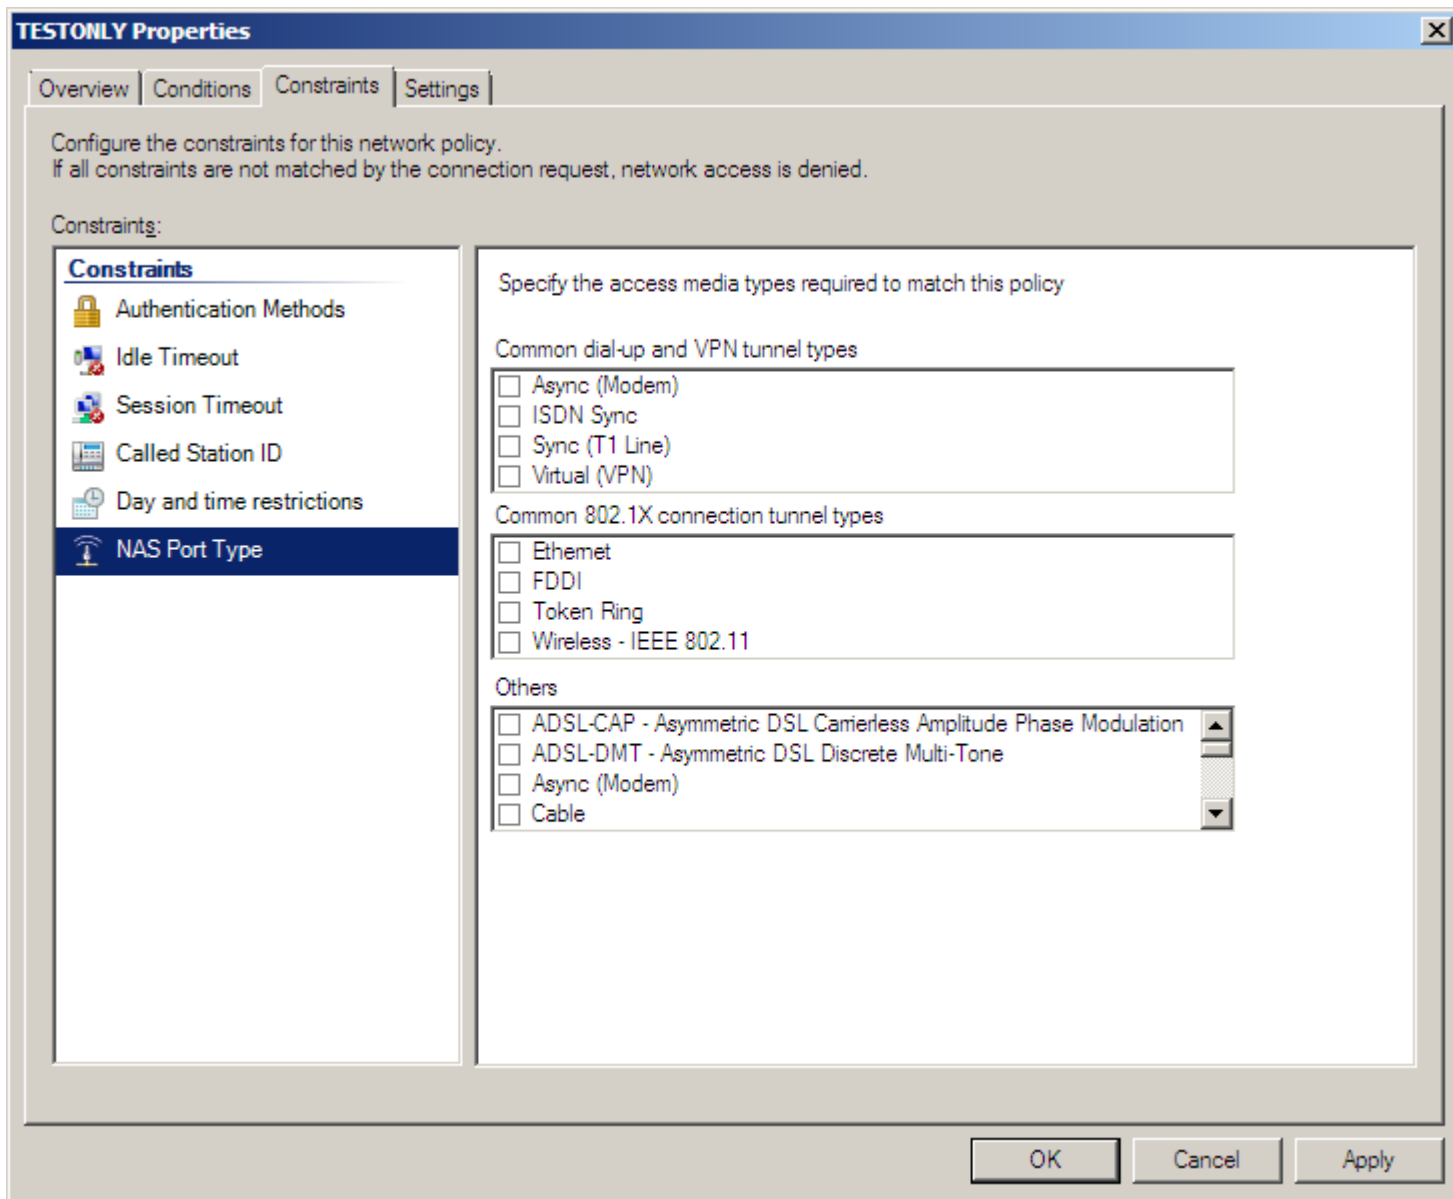 TESTONLY Properties
Overview Conditions Constraints Settings
Configure the constraints for this network policy.
If all constraints are not matched by the connection request, network access is denied.
Constraints:
Constraints
Authentication Methods
Idle Timeout
Session Timeout
Called Station ID
Day and time restrictions
NAS Port Type
Specify the access media types required to match this policy
Common dial-up and VPN tunnel types
Async (Modem)
ISDN Sync
Sync (T1 Line)
Virtual (VPN)
Common 802.1X connection tunnel types
Ethernet
FDDI
Token Ring
Wireless - IEEE 802.11
Others
ADSL-CAP - Asymmetric DSL Carrierless Amplitude Phase Modulation
ADSL-DMT - Asymmetric DSL Discrete Multi-Tone
Async (Modem)
Cable
OK Cancel Apply